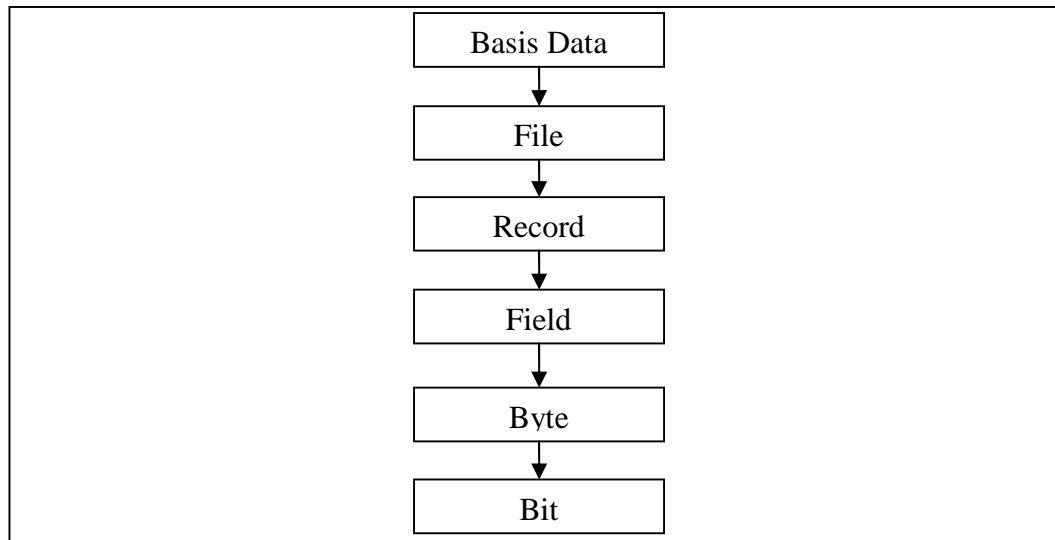 Basis Data
File
Record
Field
Byte
Bit